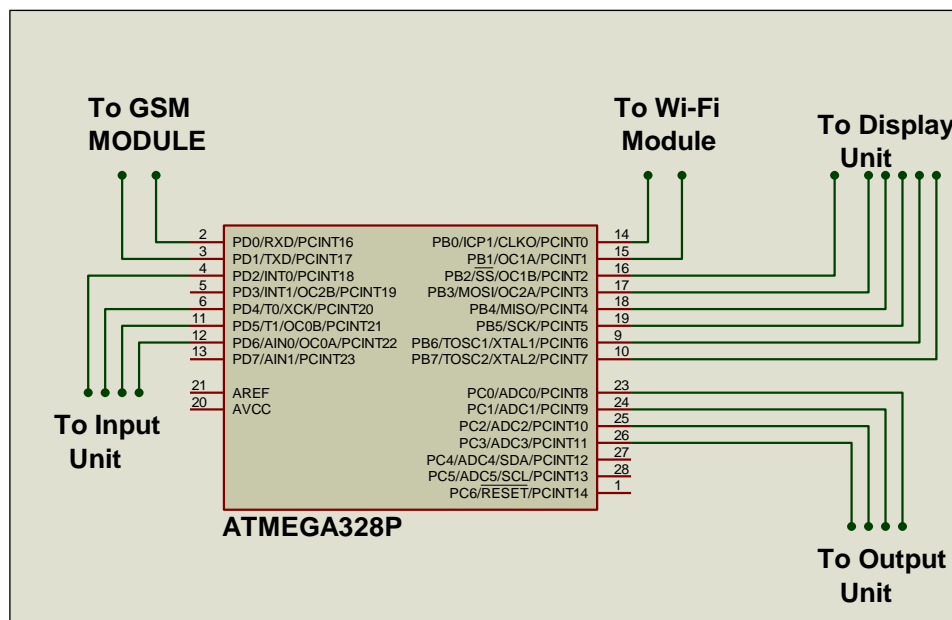 To GSM
MODULE
To Wi-Fi
Module
To Display
Unit
2
PD0/RXD/PCINT16
3
PD1/TXD/PCINT17
4
PD2/INT0/PCINT18
5
PD3/INT1/OC2B/PCINT19
6
PD4/T0/XCK/PCINT20
11
PD5/T1/OC0B/PCINT21
12
PD6/AIN0/OC0A/PCINT22
13
PD7/AIN1/PCINT23
21
AREF
20
AVCC
PB0/ICP1/CLKO/PCINT0
14
PB1/OC1A/PCINT1
15
PB2/SS/OC1B/PCINT2
16
PB3/MOSI/OC2A/PCINT3
17
PB4/MISO/PCINT4
18
PB5/SCK/PCINT5
19
PB6/TOSC1/XTAL1/PCINT6
9
PB7/TOSC2/XTAL2/PCINT7
10
PC0/ADC0/PCINT8
23
PC1/ADC1/PCINT9
24
PC2/ADC2/PCINT10
25
PC3/ADC3/PCINT11
26
PC4/ADC4/SDA/PCINT12
27
PC5/ADC5/SCL/PCINT13
28
PC6/RESET/PCINT14
1
To Input
Unit
ATMEGA328P
To Output
Unit